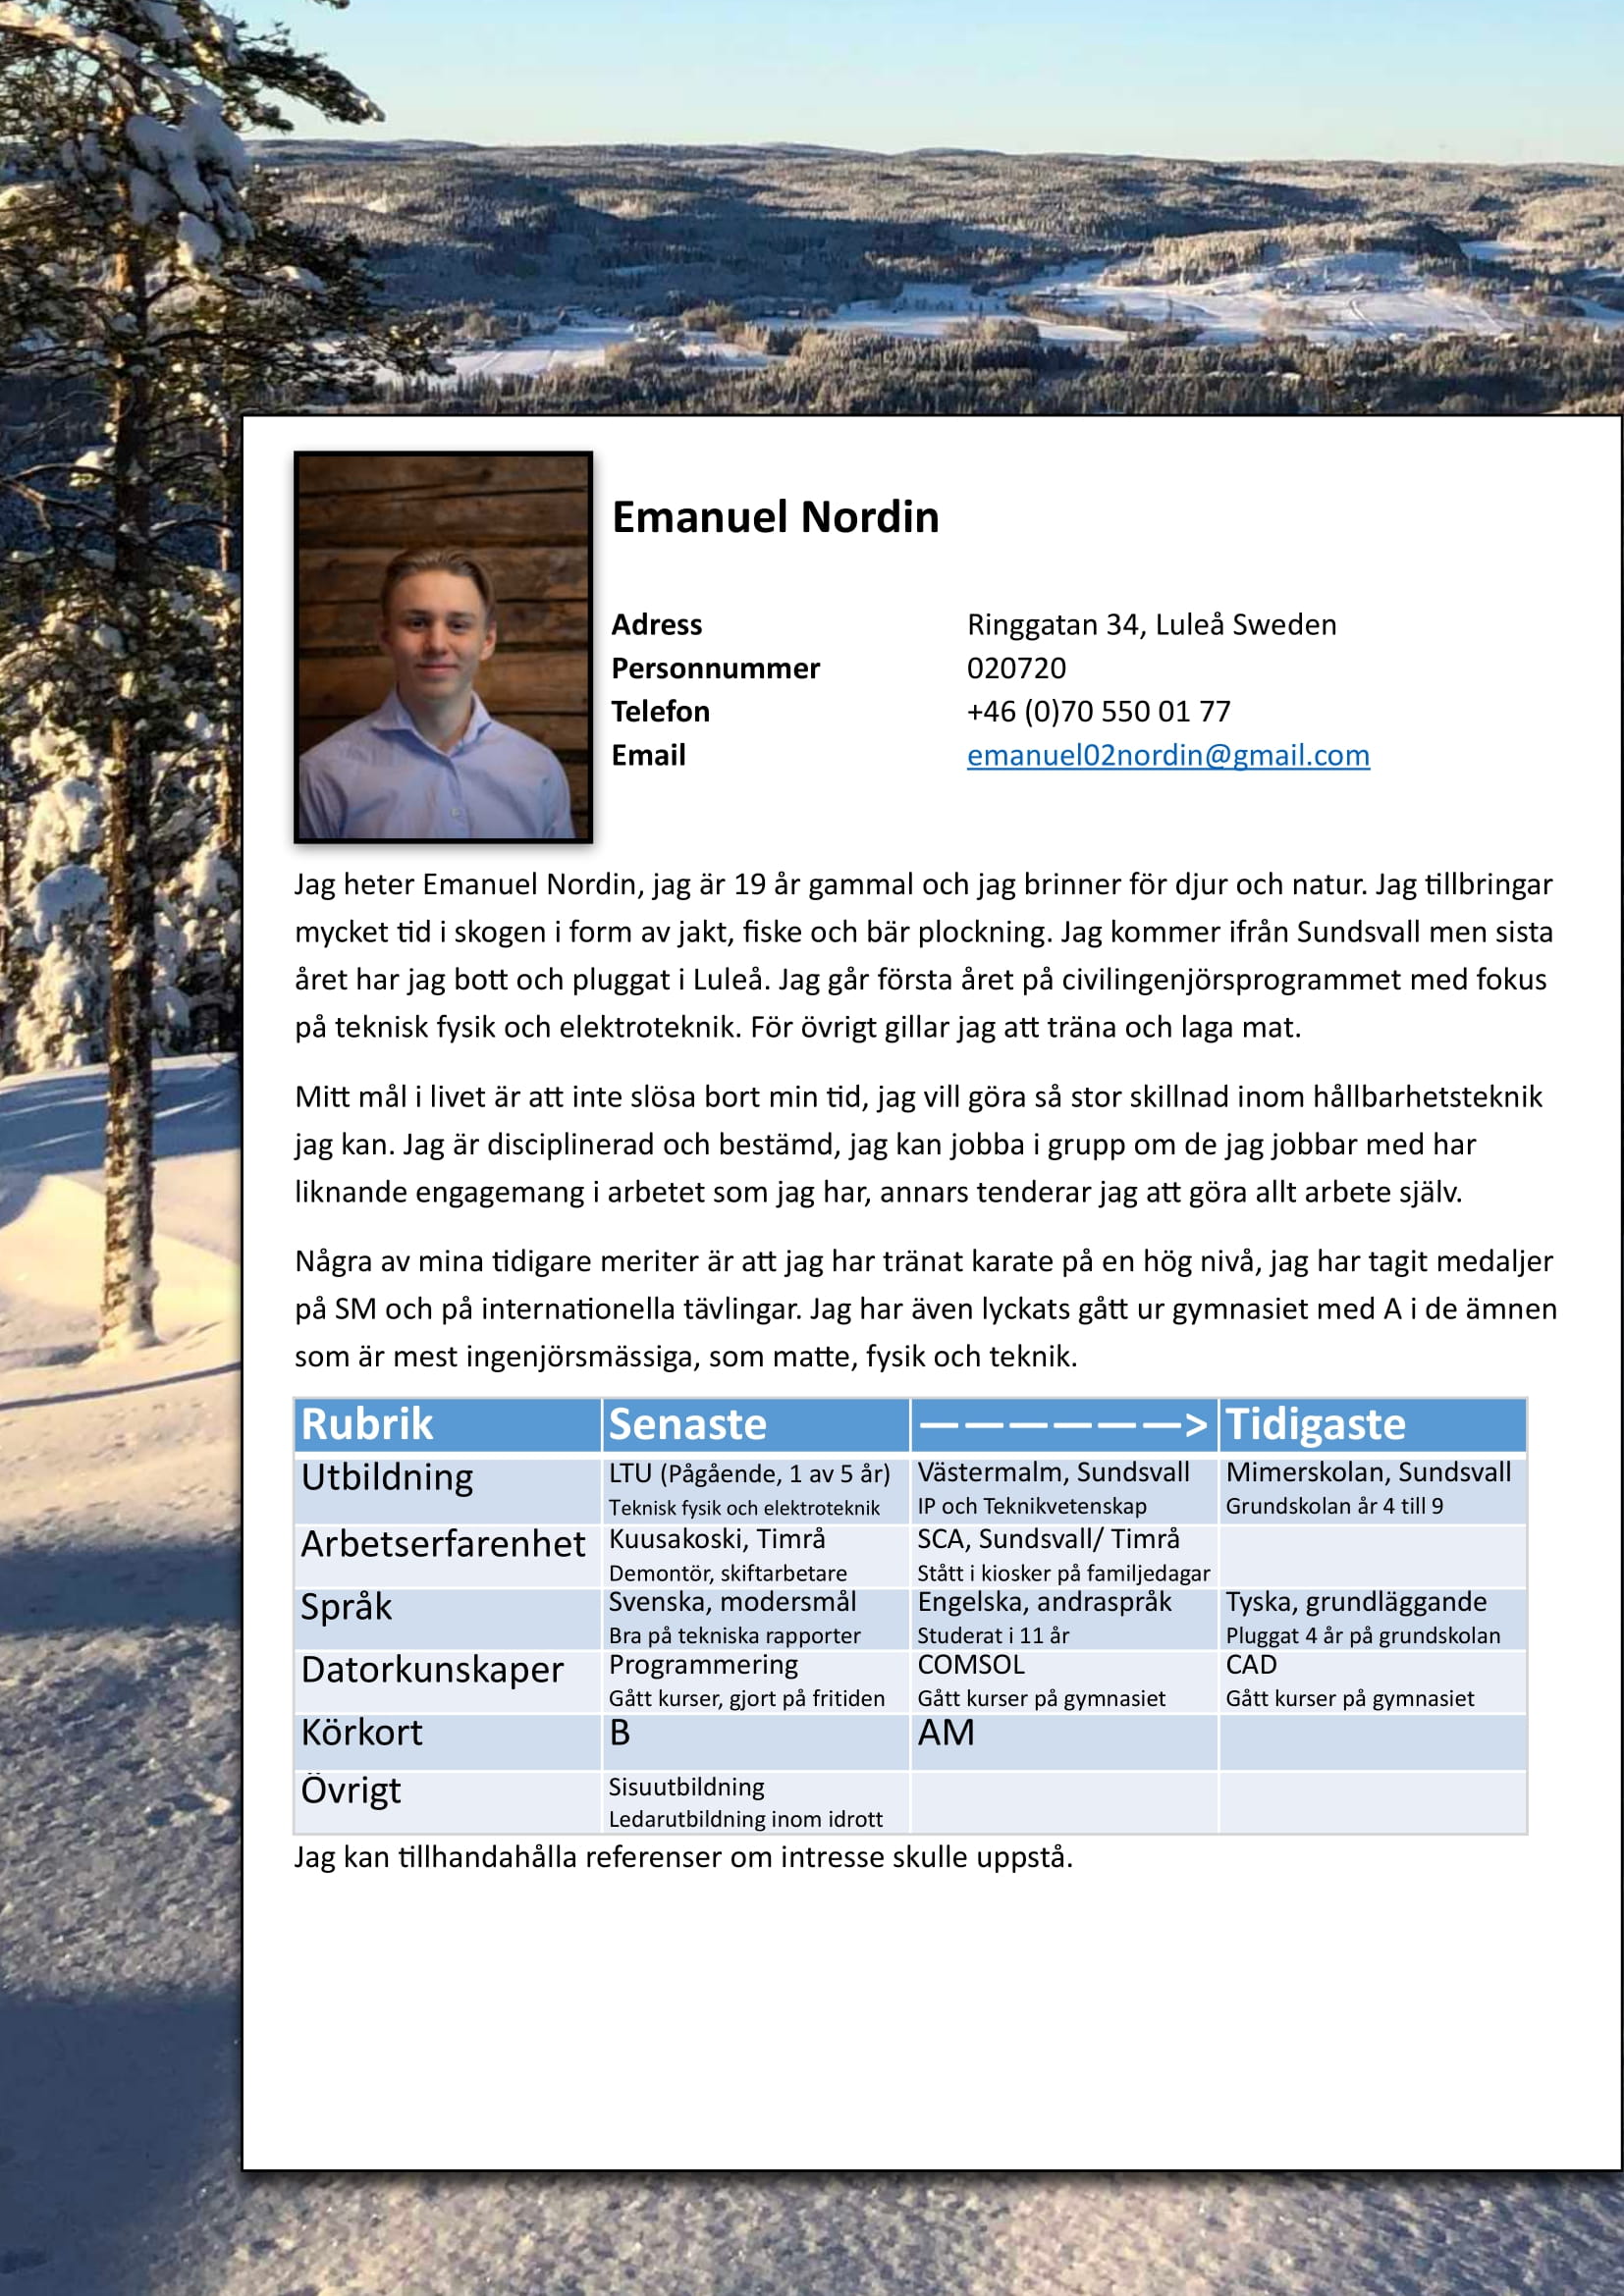 Emanuel Nordin
Adress Ringgatan 34, Luleå Sweden
Personnummer 020720
Telefon +46 (0)70 550 01 77
Email emanuel02nordin@gmail.com
Jag heter Emanuel Nordin, jag är 19 år gammal och jag brinner för djur och natur. Jag tillbringar
mycket tid i skogen i form av jakt, fiske och bär plockning. Jag kommer ifrån Sundsvall men sista
året har jag bott och pluggat i Luleå. Jag går första året på civilingenjörsprogrammet med fokus
på teknisk fysik och elektroteknik. För övrigt gillar jag att träna och laga mat.
Mitt mål i livet är att inte slösa bort min tid, jag vill göra så stor skillnad inom hållbarhetsteknik
jag kan. Jag är disciplinerad och bestämd, jag kan jobba i grupp om de jag jobbar med har
liknande engagemang i arbetet som jag har, annars tenderar jag att göra allt arbete själv.
Några av mina tidigare meriter är att jag har tränat karate på en hög nivå, jag har tagit medaljer
på SM och på internationella tävlingar. Jag har även lyckats gått ur gymnasiet med A i de ämnen
som är mest ingenjörsmässiga, som matte, fysik och teknik.
Rubrik Senaste — — — — — —> Tidigaste
Utbildning LTU (Pågående, 1 av 5 år) Västermalm, Sundsvall Mimerskolan, Sundsvall
Teknisk fysik och elektroteknik IP och Teknikvetenskap Grundskolan år 4 till 9
Arbetserfarenhet Kuusakoski, Timrå SCA, Sundsvall/ Timrå
Demontör, skiftarbetare Stått i kiosker på familjedagar
Språk Svenska, modersmål Engelska, andraspråk Tyska, grundläggande
Bra på tekniska rapporter Studerat i 11 år Pluggat 4 år på grundskolan
Datorkunskaper Programmering COMSOL CAD
Gått kurser, gjort på fritiden Gått kurser på gymnasiet Gått kurser på gymnasiet
Körkort B AM
Övrigt Sisuutbildning
Ledarutbildning inom idrott
Jag kan tillhandahålla referenser om intresse skulle uppstå.